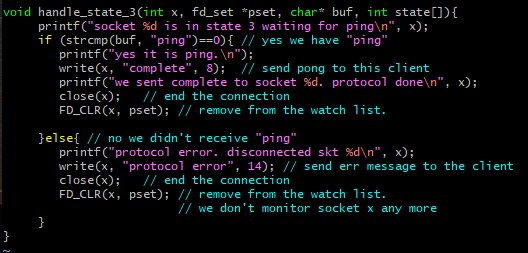 void handle_state_3(int x, fd_set *pset, char* buf, int state[]){
     printf("socket %d is in state 3 waiting for ping\n", x);
     if (strcmp(buf, "ping")==0){ // yes we have "ping"
         printf("yes it is ping.\n");
         write(x, "complete", 8);  // send pong to this client
         printf("we sent complete to socket %d. protocol done\n", x);
         close(x);   // end the connection
         FD_CLR(x, pset); // remove from the watch list.

     }else{ // no we didn't receive "ping"
         printf("protocol error. disconnected skt %d\n", x);
         write(x, "protocol error", 14); // send err message to the client
         close(x);   // end the connection
         FD_CLR(x, pset); // remove from the watch list.
                          // we don't monitor socket x any more
     }
}
~